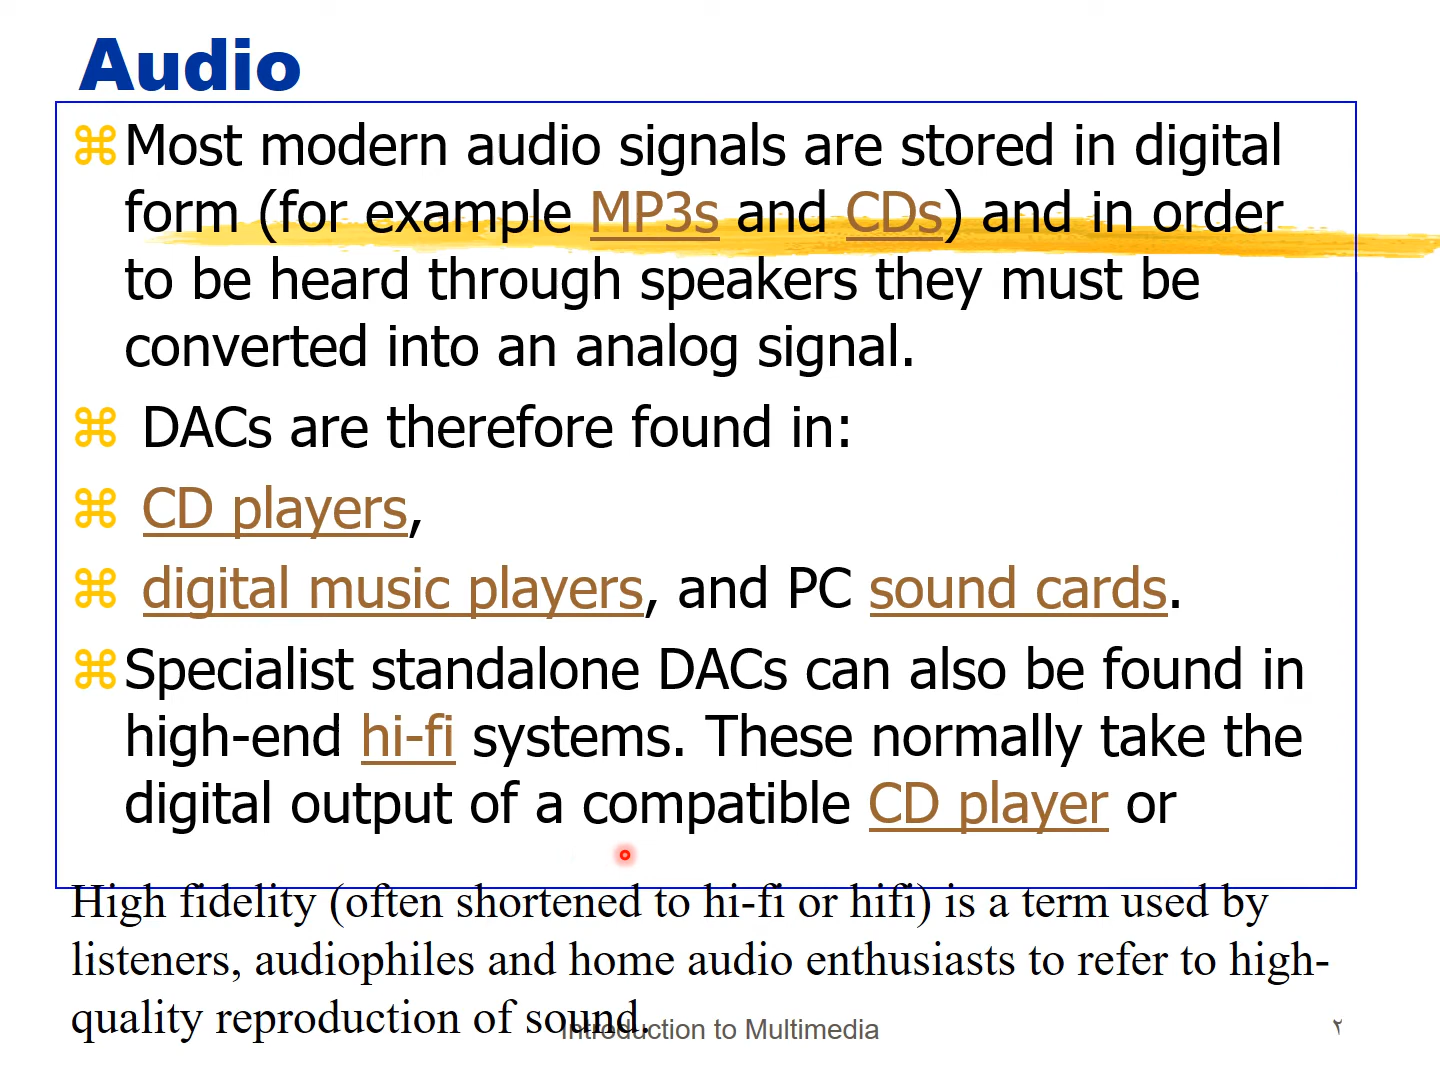 Audio
⌘Most modern audio signals are stored in digital
form (for example MP3s and CDs) and in order
to be heard through speakers they must be
converted into an analog signal.
⌘ DACs are therefore found in:
⌘ CD players,
⌘ digital music players, and PC sound cards.
⌘Specialist standalone DACs can also be found in
high-end hi-fi systems. These normally take the
digital output of a compatible CD player or
High fidelity (often shortened to hi-fi or hifi) is a term used by
listeners, audiophiles and home audio enthusiasts to refer to high-
quality reproduction of sound.
Introduction to Multimedia
٢